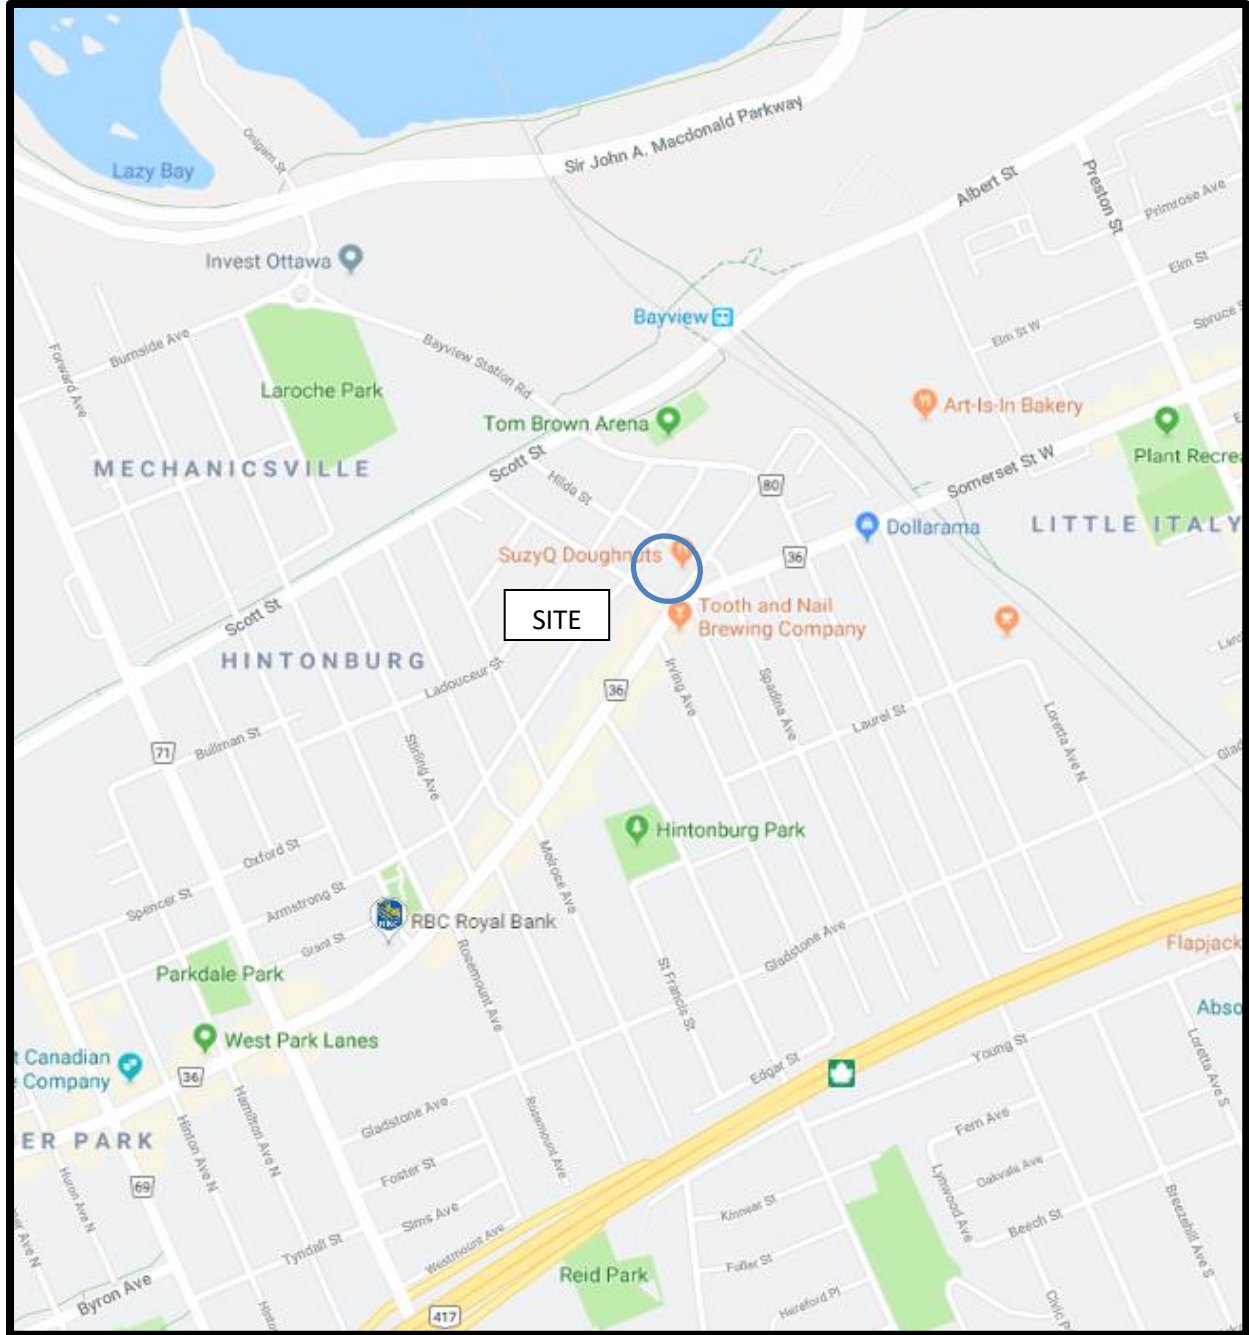 Onigam St
Sir John A. Macdonald Parkway
Lazy Bay
Albert St
Preston St
Primrose Ave
Invest Ottawa
Elm St
Bayview
Spruce S
Elm St W
Burnside Ave
Bayview Station Rd
Forward Ave
Laroche Park
Art-Is-In Bakery
Tom Brown Arena
Plant Recrea
MECHANICSVILLE
Scott St
Somerset St W
Hilda St
80
Dollarama
LITTLE ITALY
SuzyQ Doughnuts
36
SITE
Tooth and Nail
Brewing Company
Scott St
HINTONBURG
Ladouceur St
36
Irving Ave
Spadina Ave
Laurel St
Loretta Ave N
71
Bullman St
Stirling Ave
Glad
Hintonburg Park
Oxford St
Melrose Ave
Armstrong St
Spencer St
RBC Royal Bank
Grant St
Gladstone Ave
Flapjack
Parkdale Park
Rosemount Ave
St Francis St
Abso
West Park Lanes
t Canadian
e Company
36
Edgar St
Young St
Loretta Ave S
Hamilton Ave N
Gladstone Ave
Rosemount Ave
Fern Ave
ER PARK
Hinton Ave N
Foster St
Oakvale Ave
69
Huron Ave N
Lynwood Ave
Kinnear St
Sims Ave
Beech St
Breezehill Ave S
Tyndall St
Westmount Ave
Fuller St
Reid Park
Byron Ave
Hereford Pl
Civic P
417